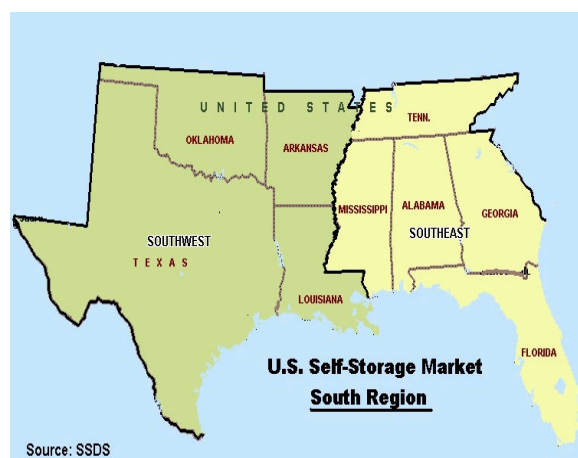 UNITED STATES
TENN.
OKLAHOMA
ARKANSAS
MISSISSIPPI
ALABAMA
GEORGIA
SOUTHWEST
SOUTHEAST
TEXAS
LOUISIANA
FLORIDA
U.S. Self-Storage Market
South Region
Source: SSDS